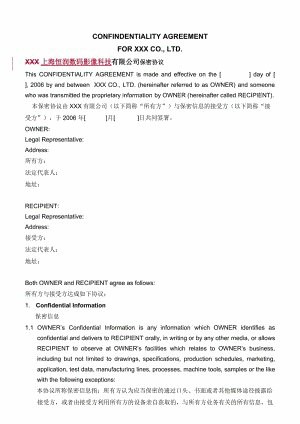 CONFINDENTIALITY AGREEMENT
FOR XXX CO., LTD.
XXX 上海恒润数码影像科技有限公司保密协议
This CONFIDENTIALITY AGREEMENT is made and effective on the [ ] day of [
], 2006 by and between XXX CO., LTD. (hereinafter referred to as OWNER) and someone
who was transmitted the proprietary information by OWNER (hereinafter called RECIPIENT).
本保密协议由 XXX 有限公司（以下简称“所有方”）与保密信息的接受方（以下简称“接
受方”），于 2006 年[ ]月[ ]日共同签署。
OWNER:
Legal Representative:
Address:
所有方：
法定代表人：
地址：
RECIPIENT:
Legal Representative:
Address:
接受方：
法定代表人：
地址：
Both OWNER and RECIPIENT agree as follows:
所有方与接受方达成如下协议：
1. Confidential Information
保密信息
1.1 OWNER's Confidential Information is any information which OWNER identifies as
confidential and delivers to RECIPIENT orally, in writing or by any other media, or allows
RECIPIENT to observe at OWNER's facilities which relates to OWNER's business,
including but not limited to drawings, specifications, production schedules, marketing,
application, test data, manufacturing lines, processes, machine tools, samples or the like
with the following exceptions:
本协议所称保密信息指：所有方认为应当保密的通过口头、书面或者其他媒体途径披露给
接受方，或者由接受方利用所有方的设备亲自获取的，与所有方业务有关的所有信息，包